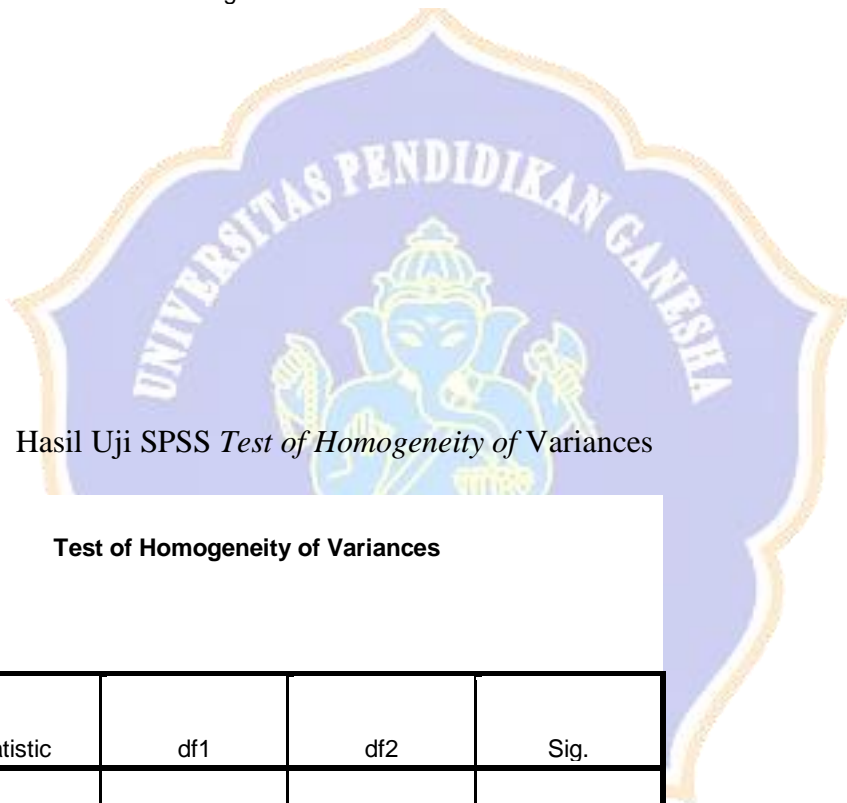 UNIVERSITAS PENDIDIKAN GANESHA
Hasil Uji SPSS Test of Homogeneity of Variances
Test of Homogeneity of Variances
df1 df2 Sig.